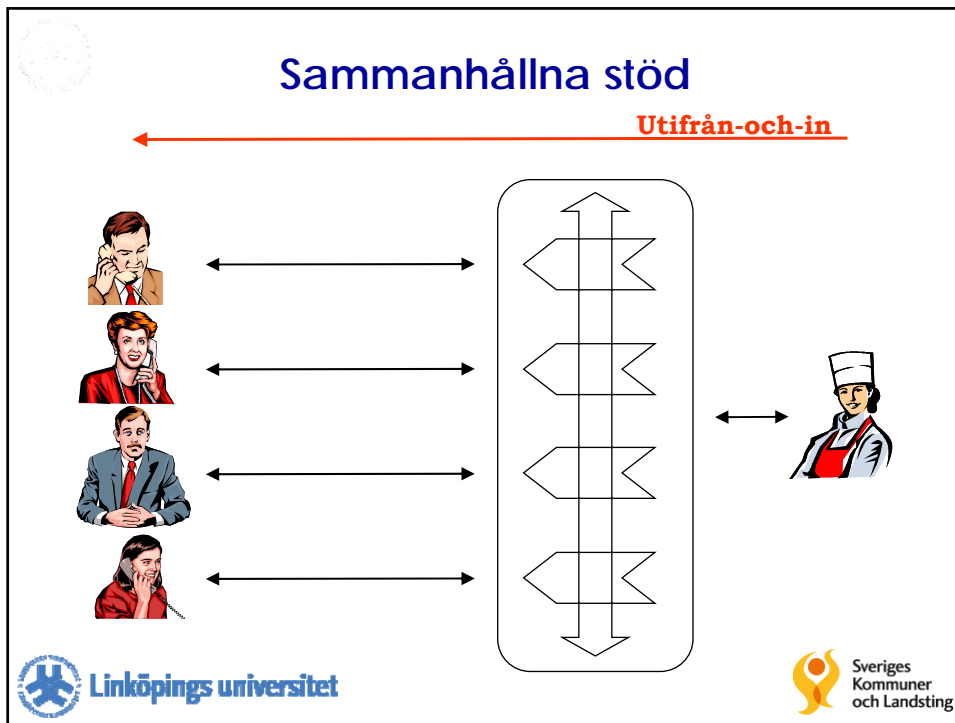 Sammanhållna stöd
Utifrån-och-in
Linköpings universitet
Sveriges
Kommuner
och Landsting